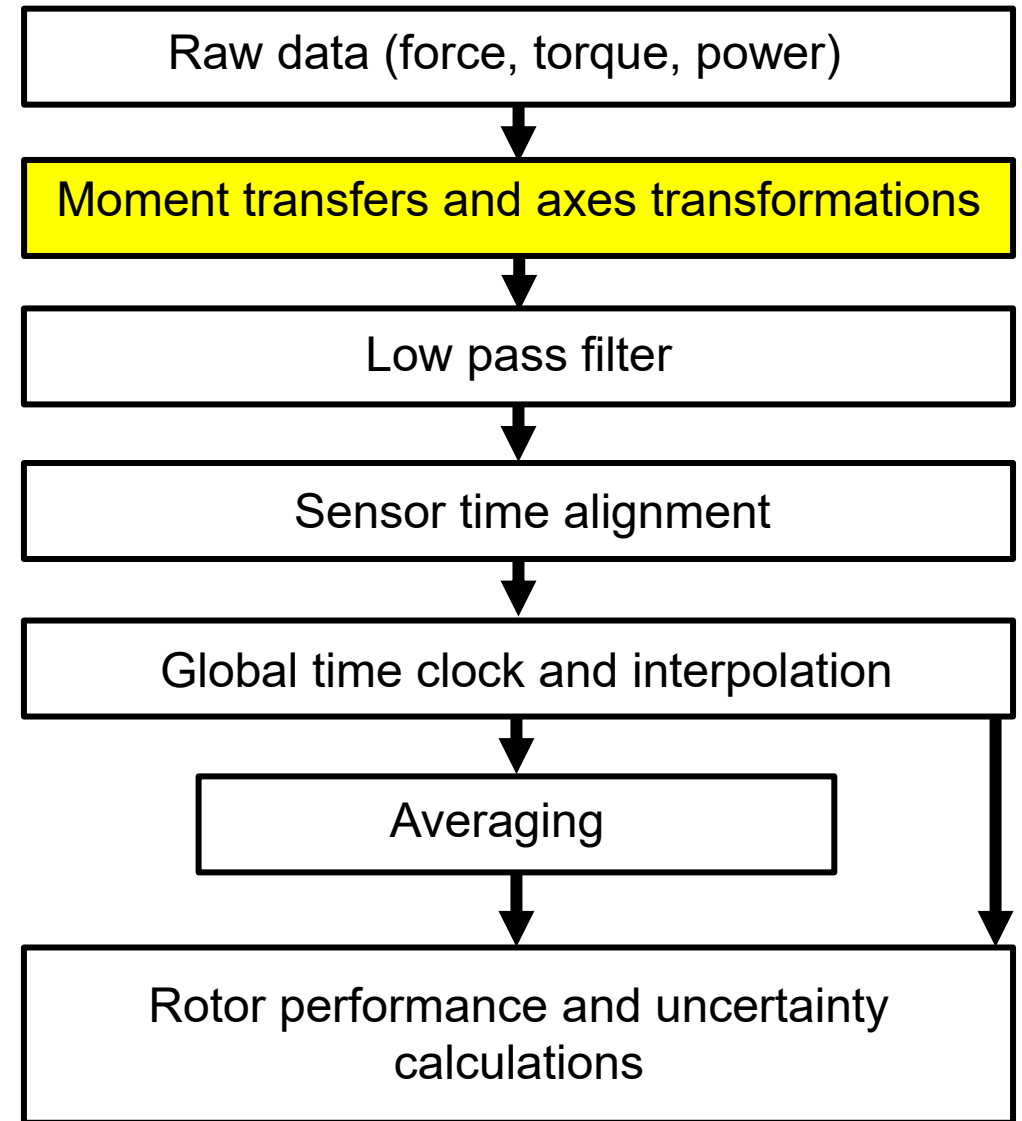 Raw data (force, torque, power)
Moment transfers and axes transformations
Low pass filter
Sensor time alignment
Global time clock and interpolation
Averaging
Rotor performance and uncertainty
calculations